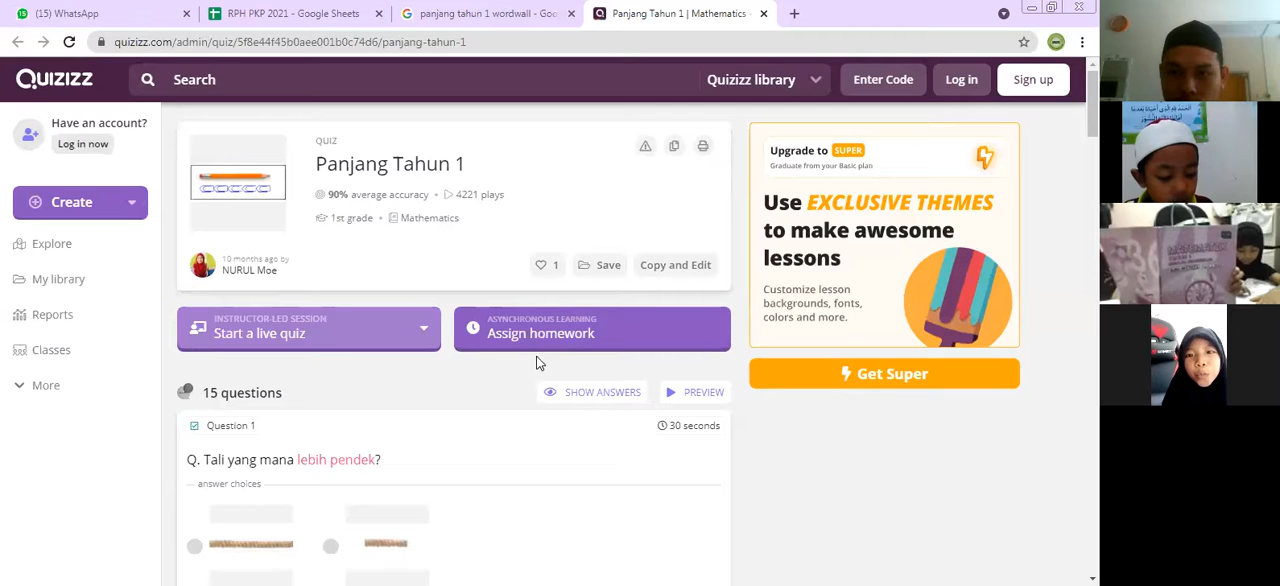 (15) WhatsApp
RPH PKP 2021 - Google Sheets
panjang tahun 1 wordwall - Goo
Panjang Tahun 1 | Mathematics -
quizizz.com/admin/quiz/5f8e44f45b0aee001b0c74d6/panjang-tahun-1
Quizizz
Search
Quizizz library
Enter Code
Log in
Sign up
Have an account?
Log in now
Create
Explore
My library
Reports
Classes
More
QUIZ
Panjang Tahun 1
90% average accuracy • 4221 plays
1st grade • Mathematics
10 months ago by
NURUL Moe
1
Save
Copy and Edit
INSTRUCTOR-LED SESSION
Start a live quiz
ASYNCHRONOUS LEARNING
Assign homework
15 questions
SHOW ANSWERS
PREVIEW
Question 1
30 seconds
Q. Tali yang mana lebih pendek?
answer choices
Upgrade to SUPER
Graduate from your Basic plan
Use EXCLUSIVE THEMES
to make awesome
lessons
Customize lesson
backgrounds, fonts,
colors and more.
Get Super